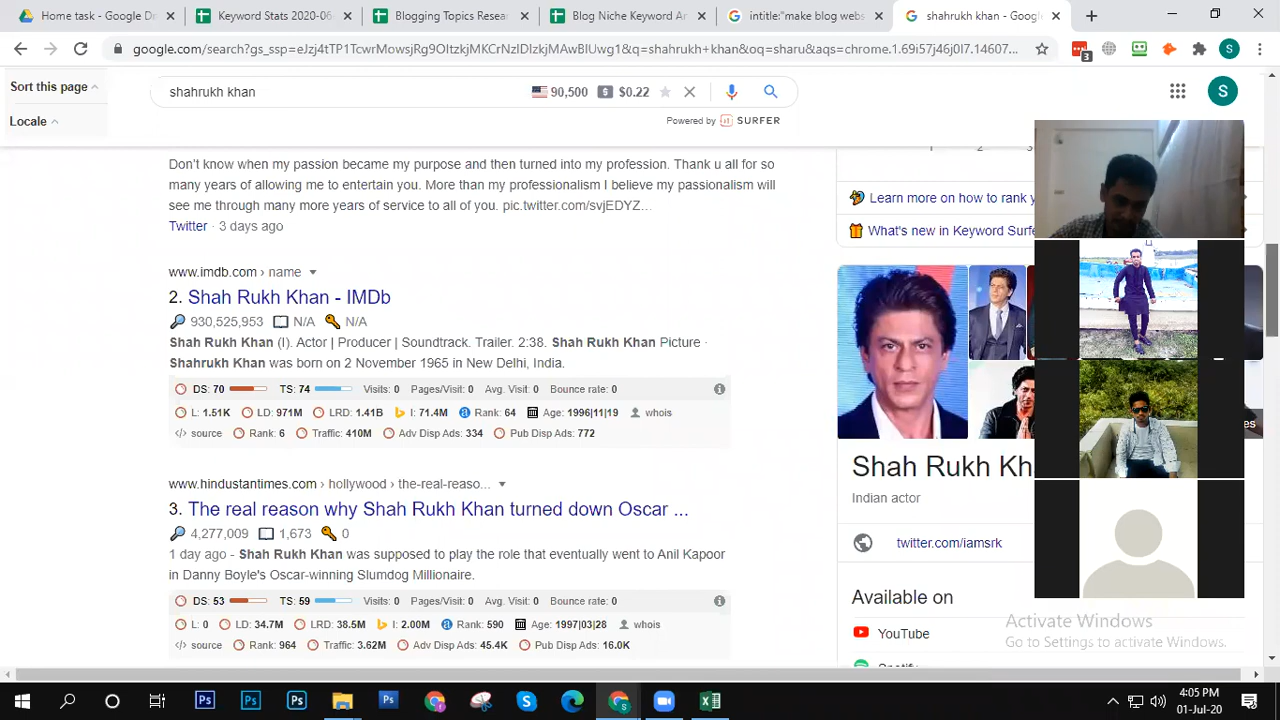 Home task - Google D
Keyword Stats 2020-06
Blogging Topics Resea
Blog Niche Keyword An
intitle:"make blog webs
shahrukh khan - Googl
google.com/search?gs_ssp=eJzj4tTP1TcwrMowsjRg9OItzkjMKCrNzlDIzkjMAwBIUwg1&q=shahrukh+khan&oq=sharu&aqs=chrome.1.69i57j46j0l7.14607...
3
S
Sort this page
Locale
shahrukh khan
90,500
$0.22
S
Powered by SURFER
Don't know when my passion became my purpose and then turned into my profession. Thank u all for so
many years of allowing me to entertain you. More than my professionalism I believe my passionalism will
see me through many more years of service to all of you. pic.twitter.com/svjEDYZ...
Twitter · 3 days ago
www.imdb.com › name
2. Shah Rukh Khan - IMDb
930,525,953 N/A N/A
Shah Rukh Khan (I). Actor | Producer | Soundtrack. Trailer. 2:38. Shah Rukh Khan Picture ·
Shahrukh Khan was born on 2 November 1965 in New Delhi, India.
DS: 70 TS: 74 Visits: 0 Pages/Visit: 0 Avg. Visit: 0 Bounce rate: 0
L: 1.51K LD: 971M LRD: 1.41B I: 71.4M Rank: 64 Age: 1996|11|19 whois
source Rank: 6 Traffic: 410M Adv Disp Ads: 334 Pub Disp Ads: 772
www.hindustantimes.com › hollywood › the-real-reaso...
3. The real reason why Shah Rukh Khan turned down Oscar ...
4,277,009 1,673 0
1 day ago - Shah Rukh Khan was supposed to play the role that eventually went to Anil Kapoor
in Danny Boyle's Oscar-winning Slumdog Millionaire.
DS: 53 TS: 59 Visits: 0 Pages/Visit: 0 Avg. Visit: 0 Bounce rate: 0
L: 0 LD: 34.7M LRD: 38.5M I: 2.00M Rank: 590 Age: 1997|03|28 whois
source Rank: 964 Traffic: 3.62M Adv Disp Ads: 45.4K Pub Disp Ads: 16.0K
Learn more on how to rank y
What's new in Keyword Surfe
Shah Rukh Kh
Indian actor
twitter.com/iamsrk
Available on
YouTube
Activate Windows
Go to Settings to activate Windows.
4:05 PM
01-Jul-20